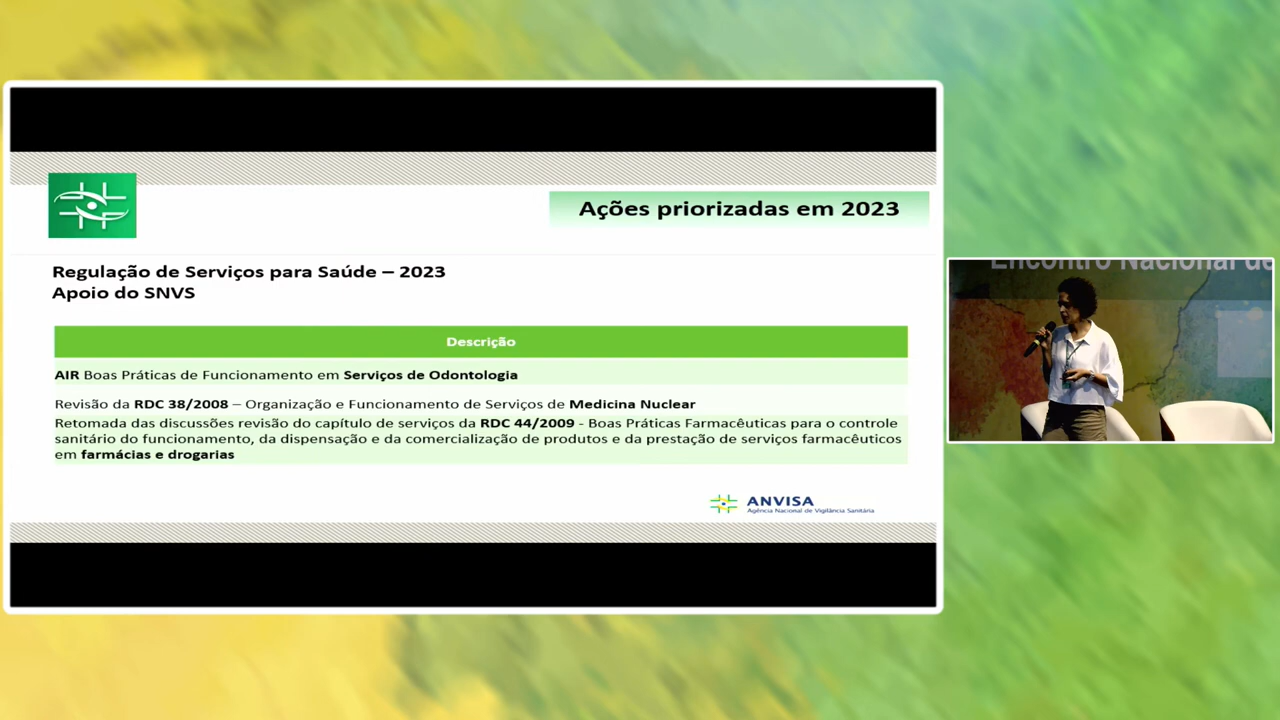 Ações priorizadas em 2023
Regulação de Serviços para Saúde – 2023
Apoio do SNVS
Descrição
AIR Boas Práticas de Funcionamento em Serviços de Odontologia
Revisão da RDC 38/2008 – Organização e Funcionamento de Serviços de Medicina Nuclear
Retomada das discussões revisão do capítulo de serviços da RDC 44/2009 - Boas Práticas Farmacêuticas para o controle
sanitário do funcionamento, da dispensação e da comercialização de produtos e da prestação de serviços farmacêuticos
em farmácias e drogarias
ANVISA
Agência Nacional de Vigilância Sanitária
Encontro Nacional de